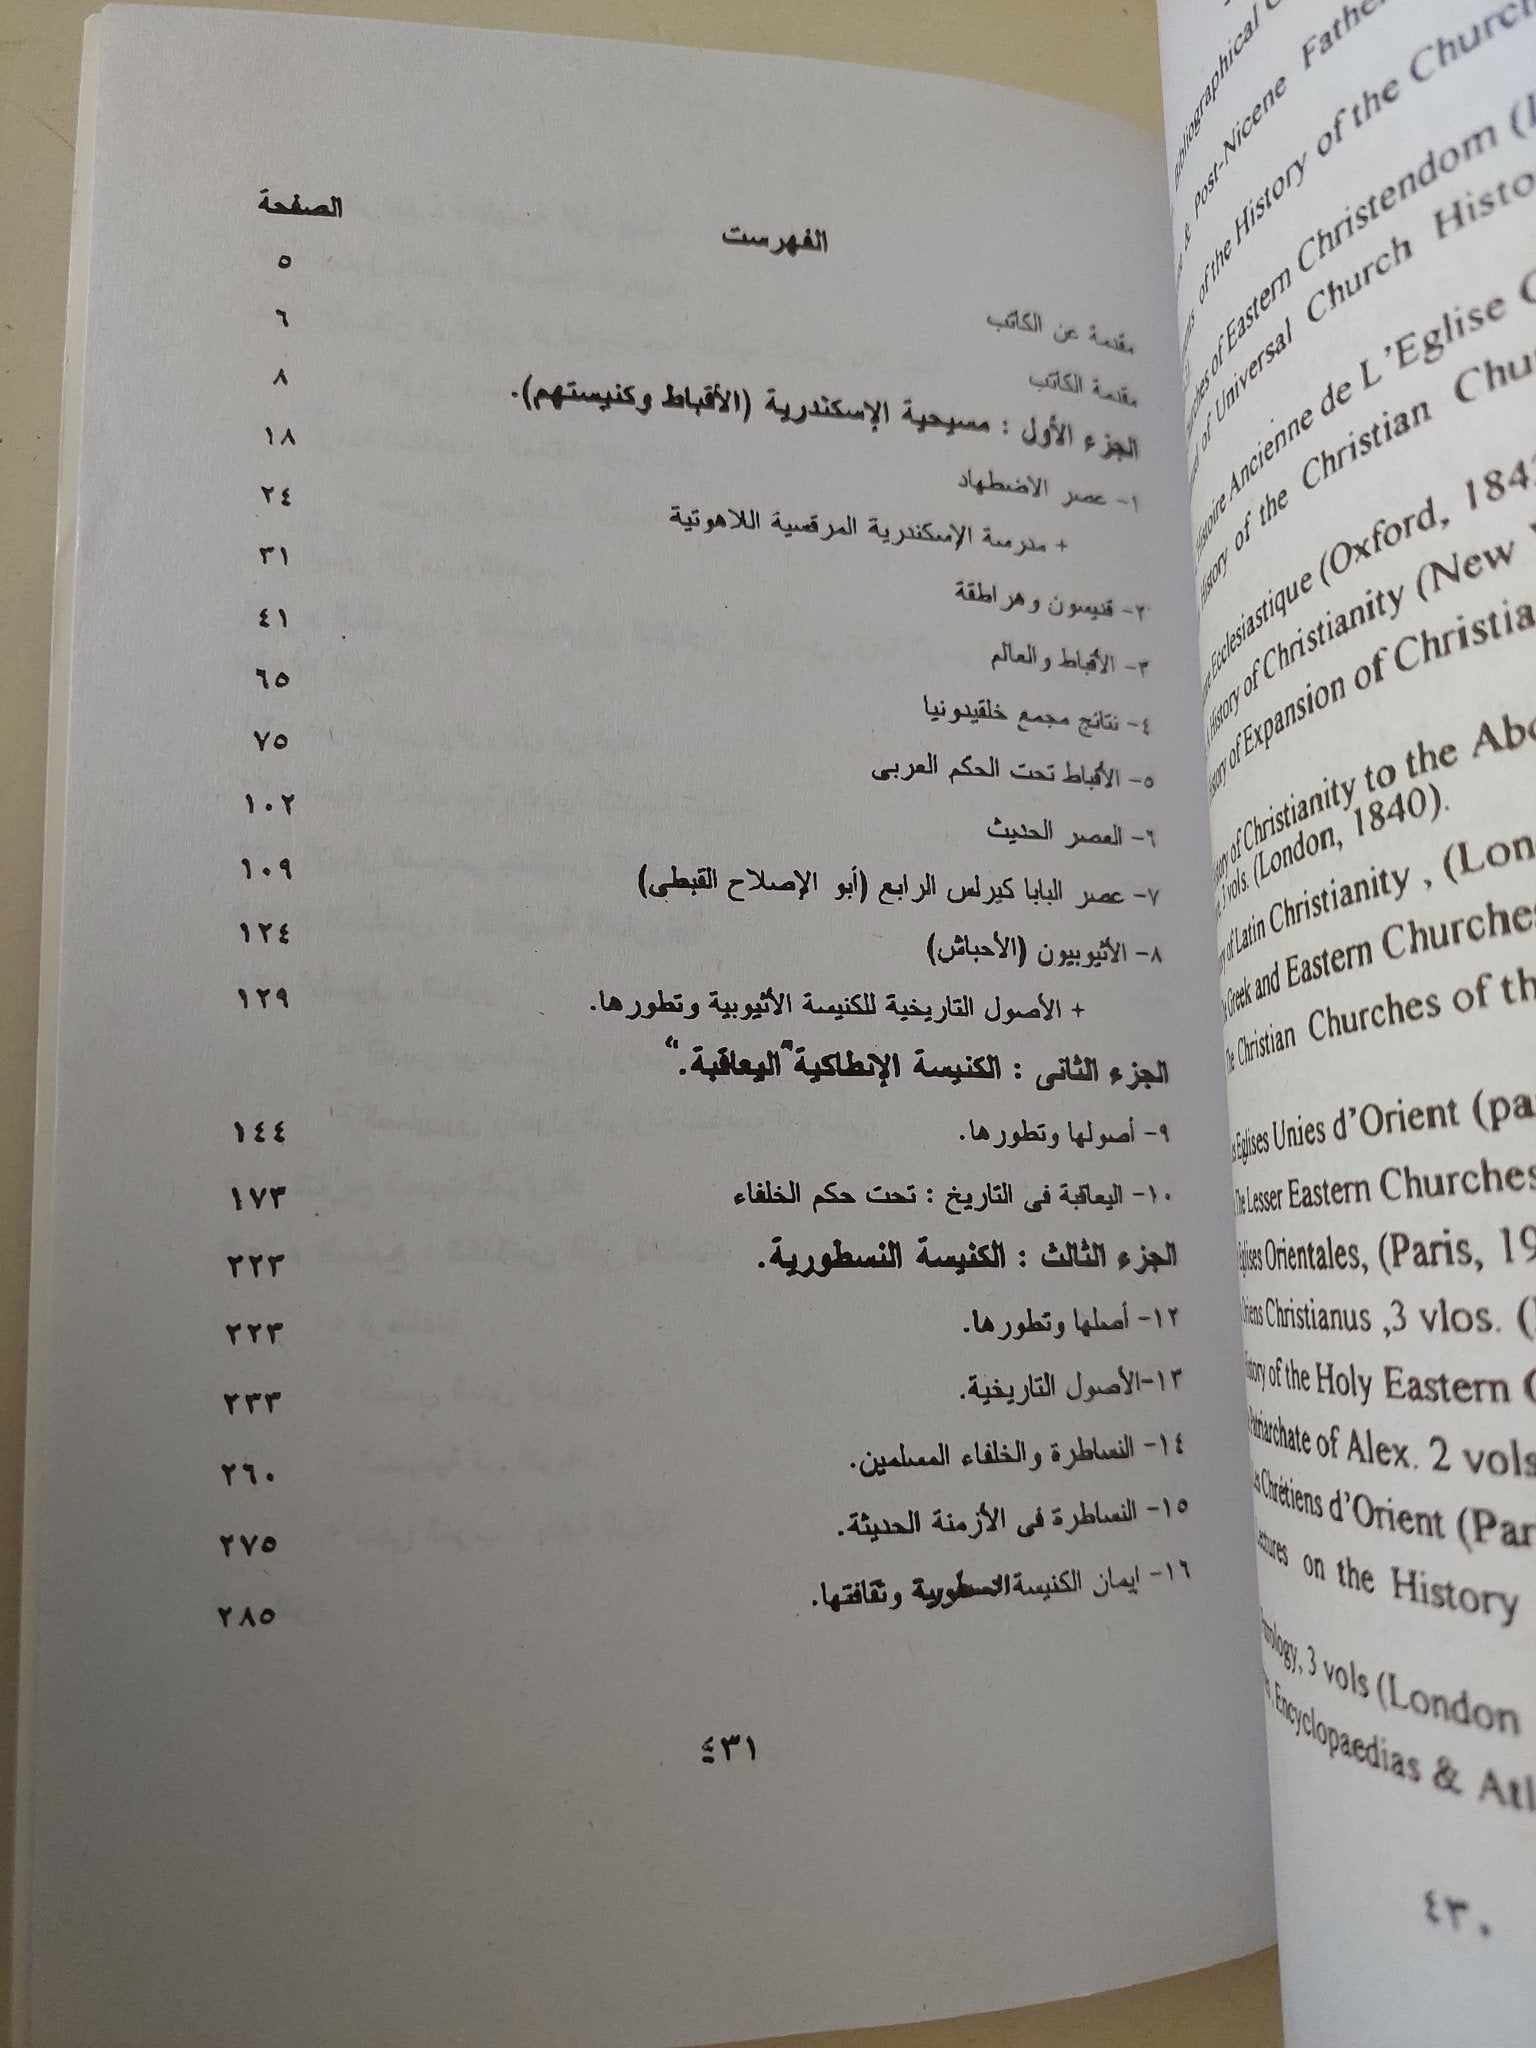 الفهرست الصفحة
مقدمة عن الكاتب ٥
مقدمة الكاتب ٦
الجزء الأول : مسيحية الإسكندرية (الأقباط وكنيستهم). ٨
١- عصر الاضطهاد ١٨
+ مدرسة الإسكندرية المرقسية اللاهوتية ٢٤
٢- قديسون وهراطقة ٣١
٣- الأقباط والعالم ٤١
٤- نتائج مجمع خلقيدونيا ٦٥
٥- الأقباط تحت الحكم العربى ٧٥
٦- العصر الحديث ١٠٢
٧- عصر البابا كيرلس الرابع (أبو الإصلاح القبطى) ١٠٩
٨- الأثيوبيون (الأحباش) ١٢٤
+ الأصول التاريخية للكنيسة الأثيوبية وتطورها. ١٢٩
الجزء الثانى : الكنيسة الإنطاكية "اليعاقبة."
٩- أصولها وتطورها. ١٤٤
١٠- اليعاقبة فى التاريخ : تحت حكم الخلفاء ١٧٣
الجزء الثالث : الكنيسة النسطورية. ٢٢٣
١٢- أصلها وتطورها. ٢٢٣
١٣-الأصول التاريخية. ٢٣٣
١٤- النساطرة والخلفاء المسلمين. ٢٦٠
١٥- النساطرة فى الأزمنة الحديثة. ٢٧٥
١٦- ايمان الكنيسة النسطورية وثقافتها. ٢٨٥
٤٣١
Bibliographical
& Post-Nicene Father
of the History of the Church
of Eastern Christendom (
of Universal Church Histo
Histoire Ancienne de L'Eglise
History of the Christian Chu
Ecclesiastique (Oxford, 184
History of Christianity (New
of Expansion of Christia
of Christianity to the Abo
3 vols. (London, 1840).
of Latin Christianity , (Lon
Greek and Eastern Churches
The Christian Churches of th
Eglises Unies d'Orient (pa
The Lesser Eastern Churches
Eglises Orientales, (Paris, 19
Oriens Christianus ,3 vlos. (
History of the Holy Eastern
Patriarchate of Alex. 2 vols
Chrétiens d'Orient (Par
Lectures on the History
Patrology, 3 vols (London
Encyclopaedias & Atl
٤٣٠